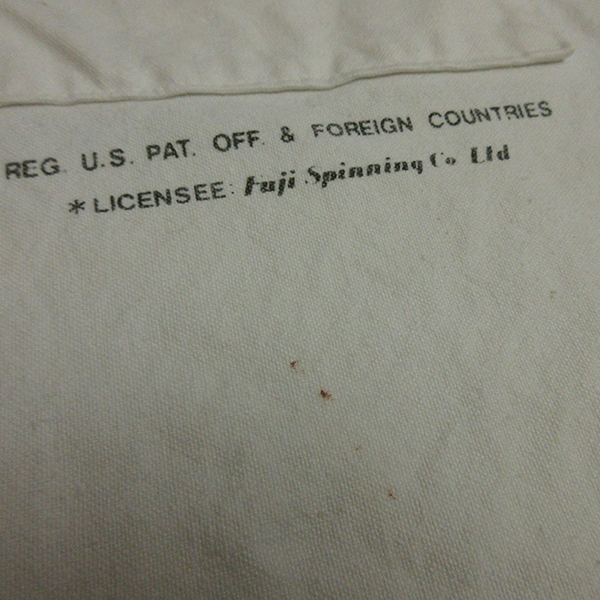 REG. U.S. PAT. OFF. & FOREIGN COUNTRIES
*LICENSEE: Fuji Spinning Co. Ltd